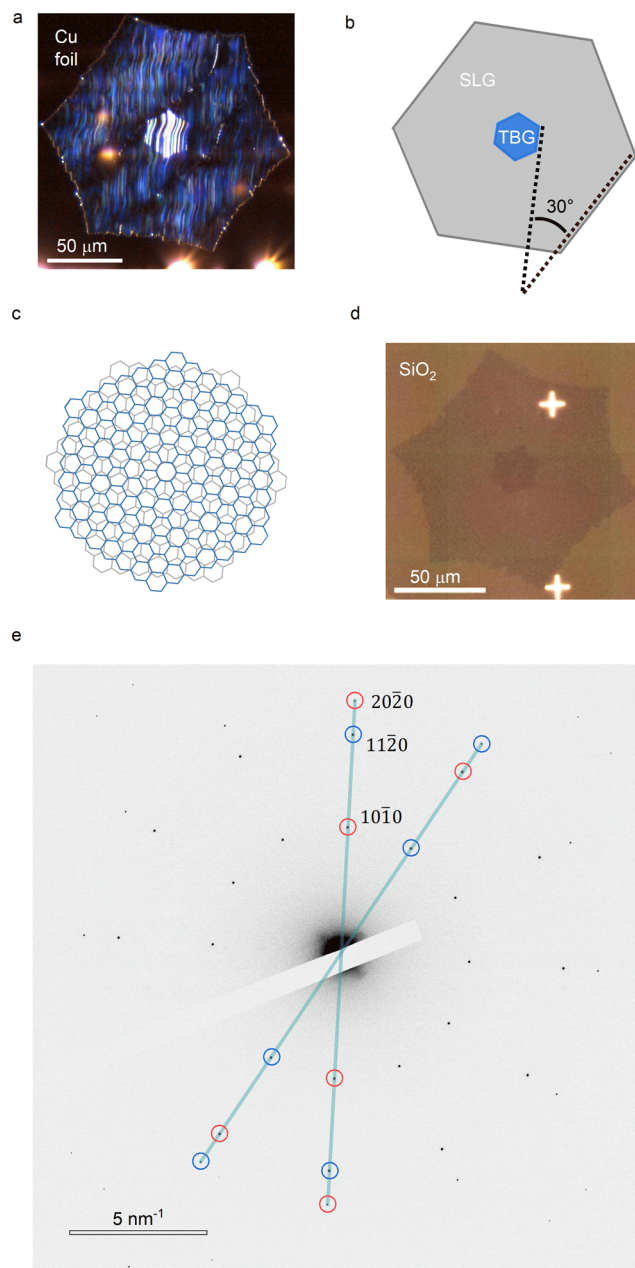 a
Cu
foil
50 μm
b
SLG
TBG
30°
c
d
SiO₂
50 μm
e
202̅0
112̅0
101̅0
5 nm⁻¹